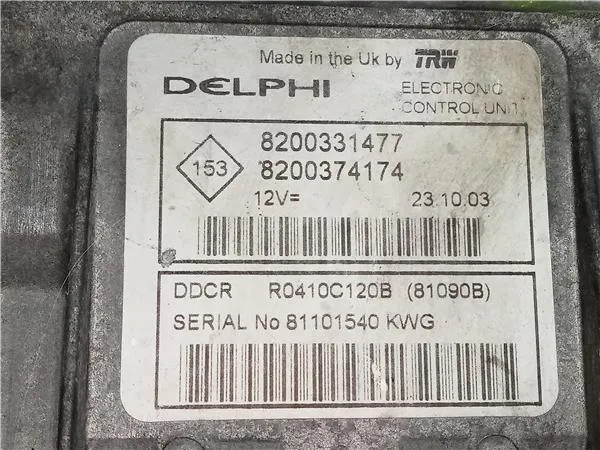 Made in the Uk by TRW
DELPHI
ELECTRONIC
CONTROL UNIT
153
8200331477
8200374174
12V=
23.10.03
DDCR R0410C120B (81090B)
SERIAL No 81101540 KWG